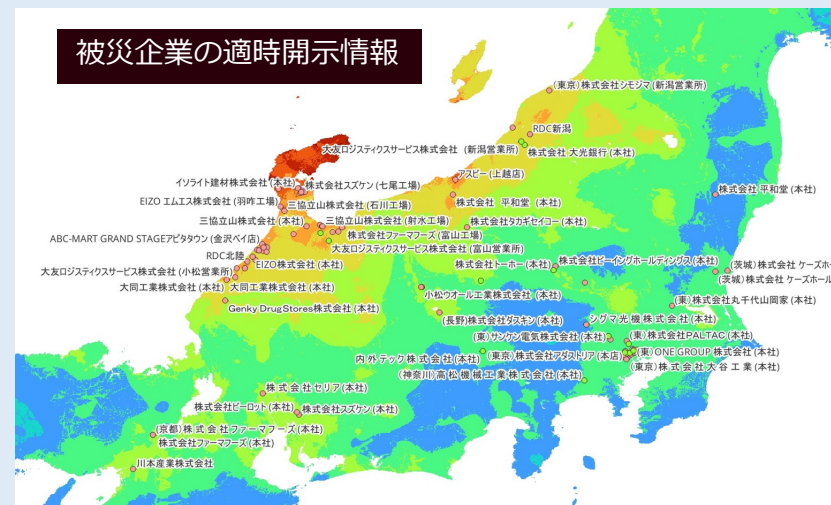 被災企業の適時開示情報
(東京)株式会社シモジマ (新潟営業所)
RDC新潟
大友ロジスティクスサービス株式会社 (新潟営業所)
株式会社 大光銀行 (本社)
イソライト建材株式会社 (本社)
株式会社スズケン (七尾工場)
アスビー (上越店)
EIZO エムエス株式会社 (羽咋工場)
三協立山株式会社 (石川工場)
株式会社 平和堂 (本社)
株式会社 平和堂 (本社)
三協立山株式会社 (本社)
三協立山株式会社 (射水工場)
株式会社タカギセイコー (本社)
ABC-MART GRAND STAGEアピタタウン (金沢ベイ店)
株式会社ファーマフーズ (富山工場)
大友ロジスティクスサービス株式会社 (富山営業所)
RDC北陸
EIZO株式会社 (本社)
株式会社トーホー (本社)
株式会社ビーイングホールディングス (本社)
(茨城) 株式会社 ケーズホー
大友ロジスティクスサービス株式会社 (小松営業所)
(茨城) 株式会社 ケーズホール
大同工業株式会社 (本社)
大同工業株式会社 (本社)
小松ウオール工業株式会社 (本社)
Genky DrugStores株式会社 (本社)
(東)株式会社丸千代山岡家 (本社)
(長野)株式会社ダスキン (本社)
シグマ光機株式会社 (本社)
(東)サンケン電気株式会社 (本社)
(東)株式会社PALTAC (本社)
内外テック株式会社 (本社)
(東京)株式会社アダストリア (本店)
(東)ONE GROUP 株式会社 (本社)
(神奈川)高松機械工業株式会社 (本社)
(東京)株式会社大谷工業 (本社)
株式会社セリア (本社)
株式会社ピーロット (本社)
株式会社スズケン (本社)
(京都)株式会社ファーマフーズ (本社)
株式会社ファーマフーズ (本社)
川本産業株式会社